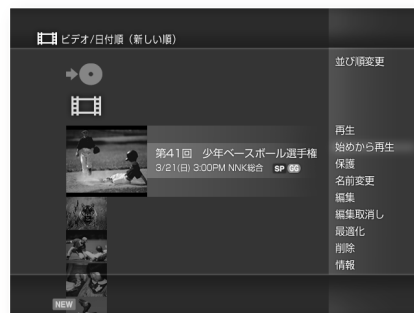 ビデオ/日付順（新しい順）
並び順変更
第41回 少年ベースボール選手権
3/21(日) 3:00PM NNK総合 SP GG
再生
始めから再生
保護
名前変更
編集
編集取消し
最適化
削除
情報
NEW